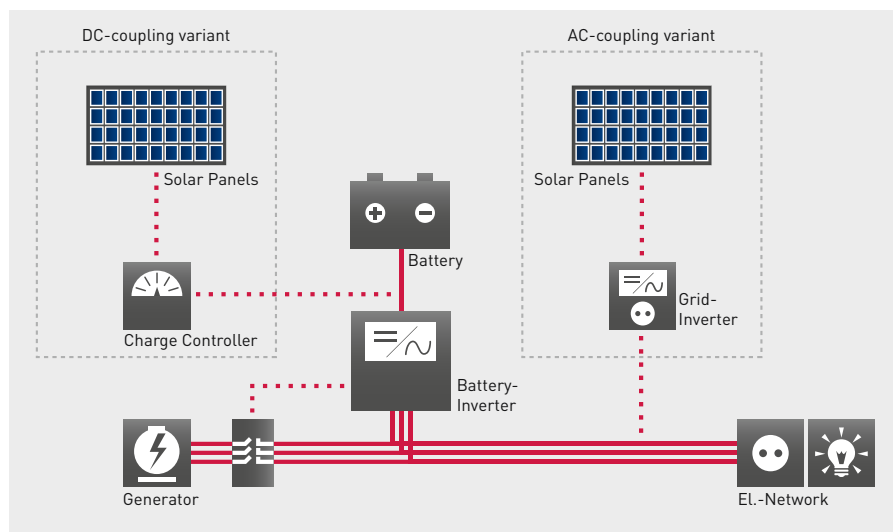 DC-coupling variant
AC-coupling variant
Solar Panels
Solar Panels
Battery
Charge Controller
Grid-
Inverter
Battery-
Inverter
Generator
El.-Network